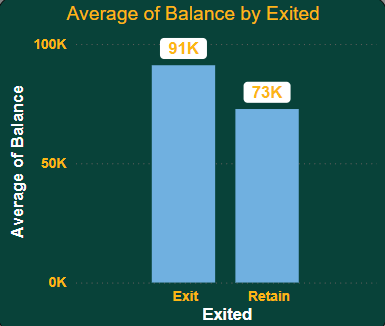 Average of Balance by Exited
100K
91K
73K
Average of Balance
50K
0K
Exit Retain
Exited